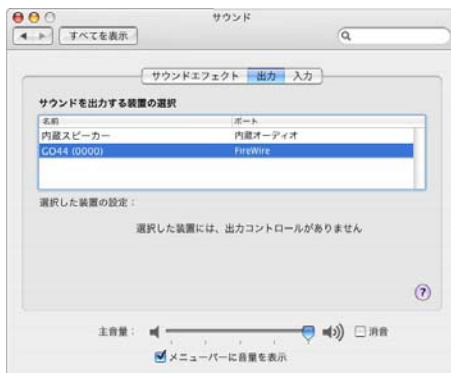 サウンド
すべてを表示
サウンドエフェクト 出力 入力
サウンドを出力する装置の選択
名前 ポート
内蔵スピーカー 内蔵オーディオ
GO44 (0000) FireWire
選択した装置の設定：
選択した装置には、出力コントロールがありません
?
主音量： 消音
メニューバーに音量を表示